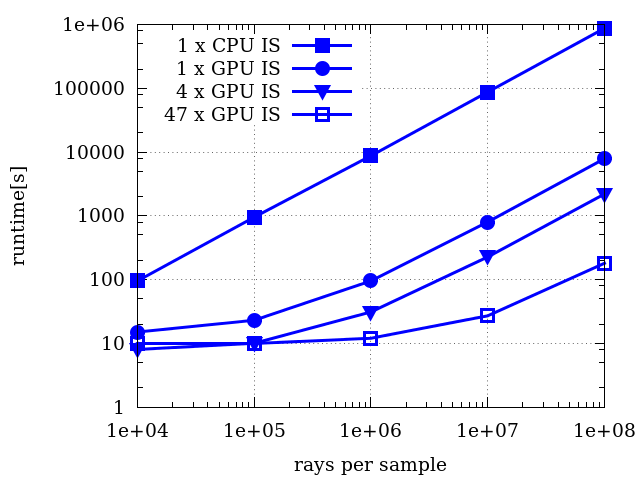 1e+06
100000
10000
1000
100
10
1
runtime[s]
1 x CPU IS
1 x GPU IS
4 x GPU IS
47 x GPU IS
1e+04 1e+05 1e+06 1e+07 1e+08
rays per sample